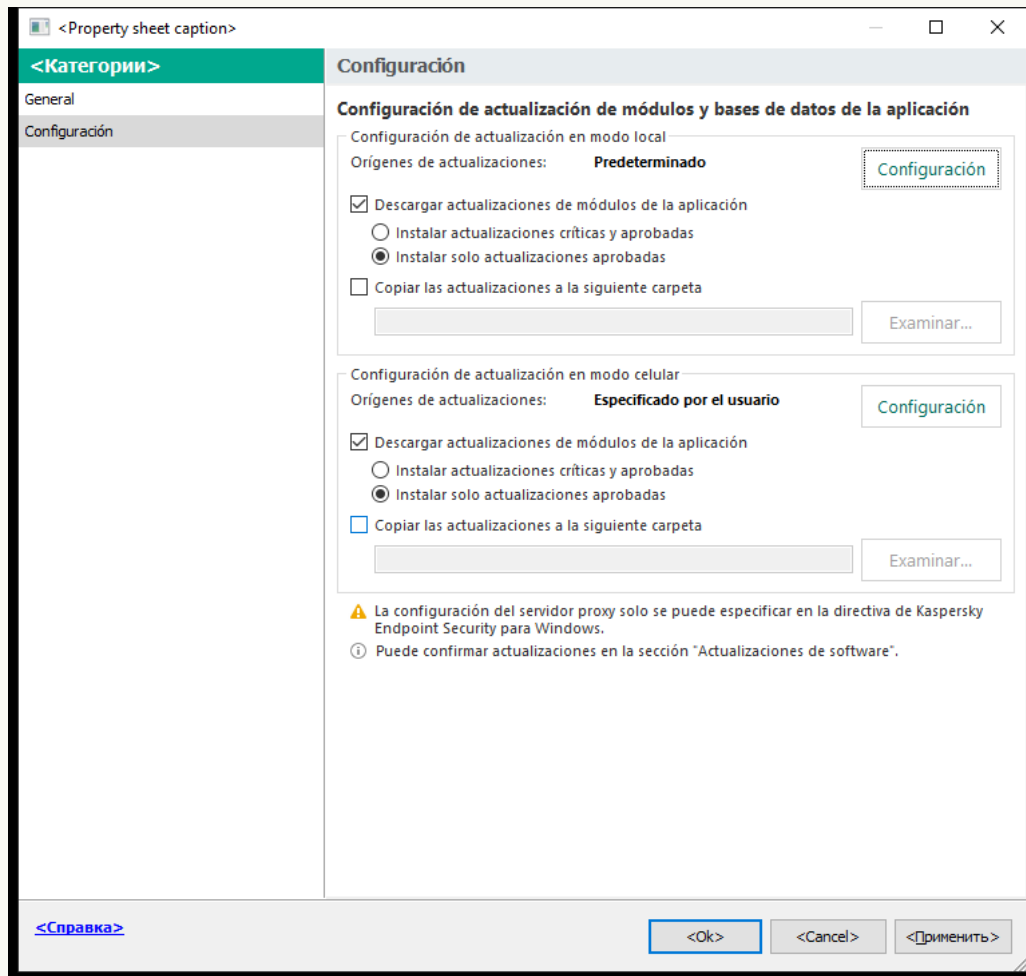 <Property sheet caption>
<Категории>
General
Configuración
Configuración
Configuración de actualización de módulos y bases de datos de la aplicación
Configuración de actualización en modo local
Orígenes de actualizaciones: Predeterminado
Configuración
Descargar actualizaciones de módulos de la aplicación
Instalar actualizaciones críticas y aprobadas
Instalar solo actualizaciones aprobadas
Copiar las actualizaciones a la siguiente carpeta
Examinar...
Configuración de actualización en modo celular
Orígenes de actualizaciones: Especificado por el usuario
Configuración
Descargar actualizaciones de módulos de la aplicación
Instalar actualizaciones críticas y aprobadas
Instalar solo actualizaciones aprobadas
Copiar las actualizaciones a la siguiente carpeta
Examinar...
La configuración del servidor proxy solo se puede especificar en la directiva de Kaspersky
Endpoint Security para Windows.
Puede confirmar actualizaciones en la sección "Actualizaciones de software".
<Справка>
<Ok> <Cancel> <Применить>